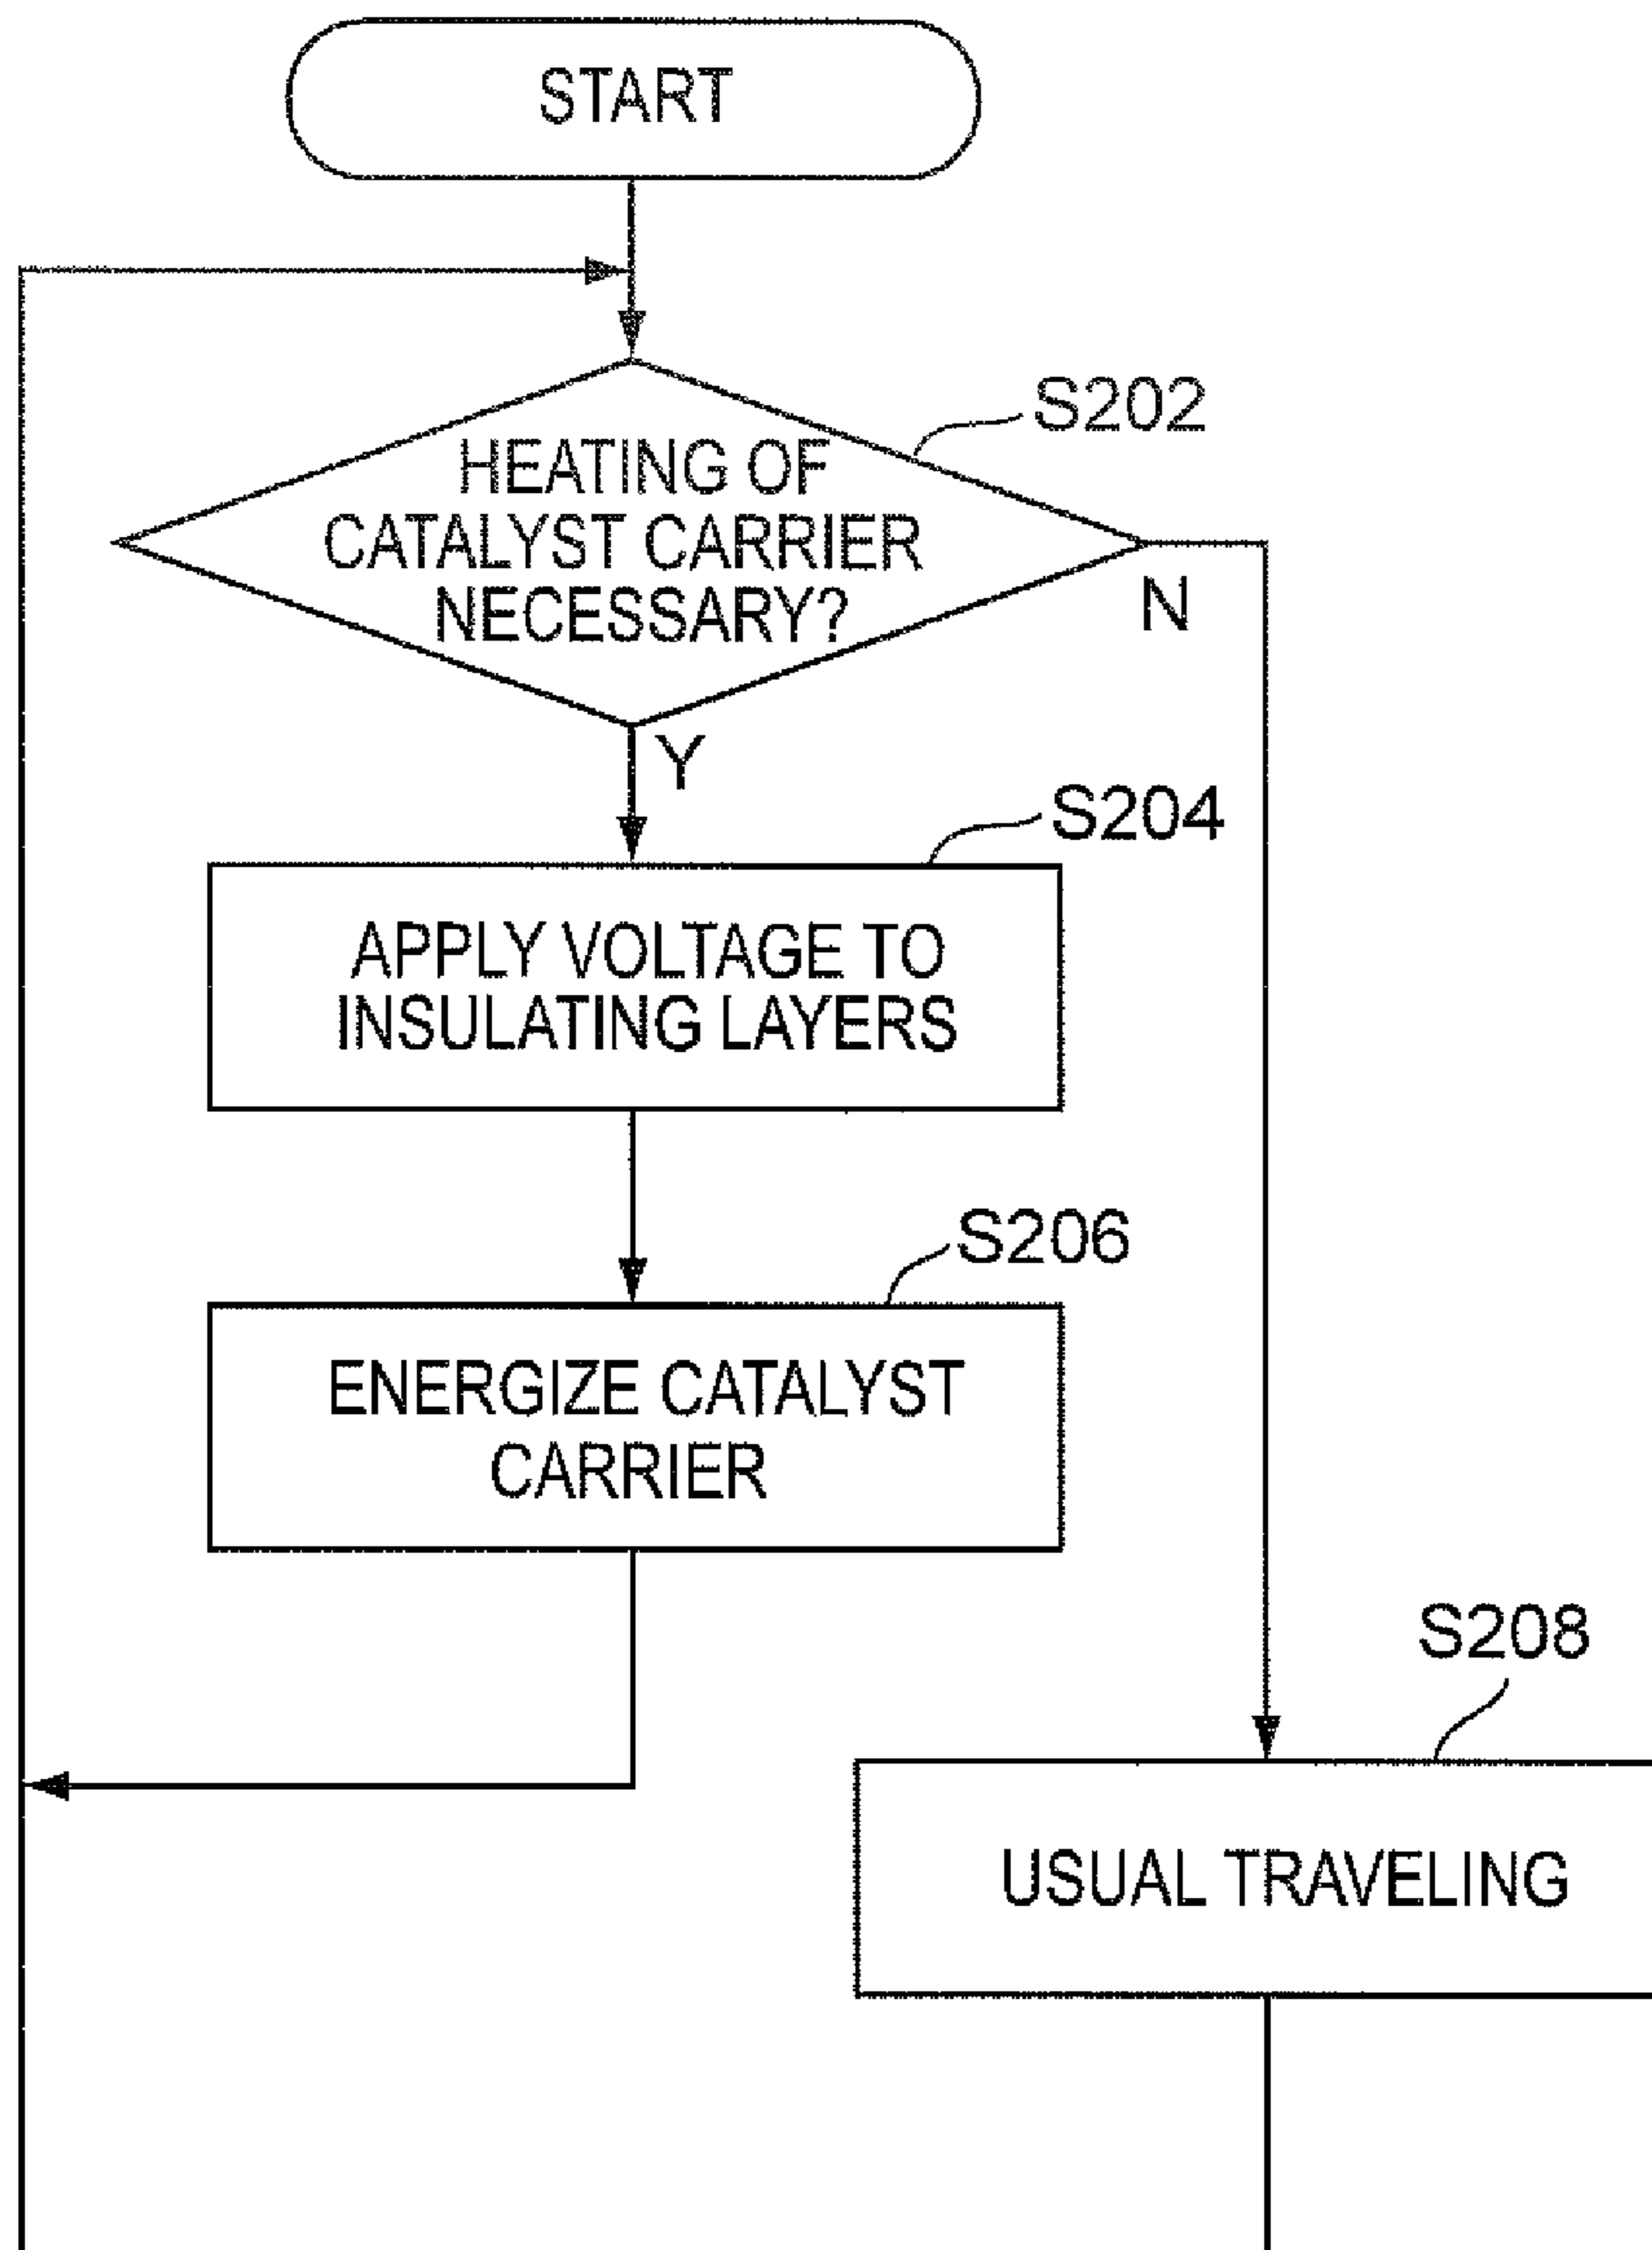 START
S202
HEATING OF
CATALYST CARRIER
NECESSARY?
N
Y
S204
APPLY VOLTAGE TO
INSULATING LAYERS
S206
ENERGIZE CATALYST
CARRIER
S208
USUAL TRAVELING